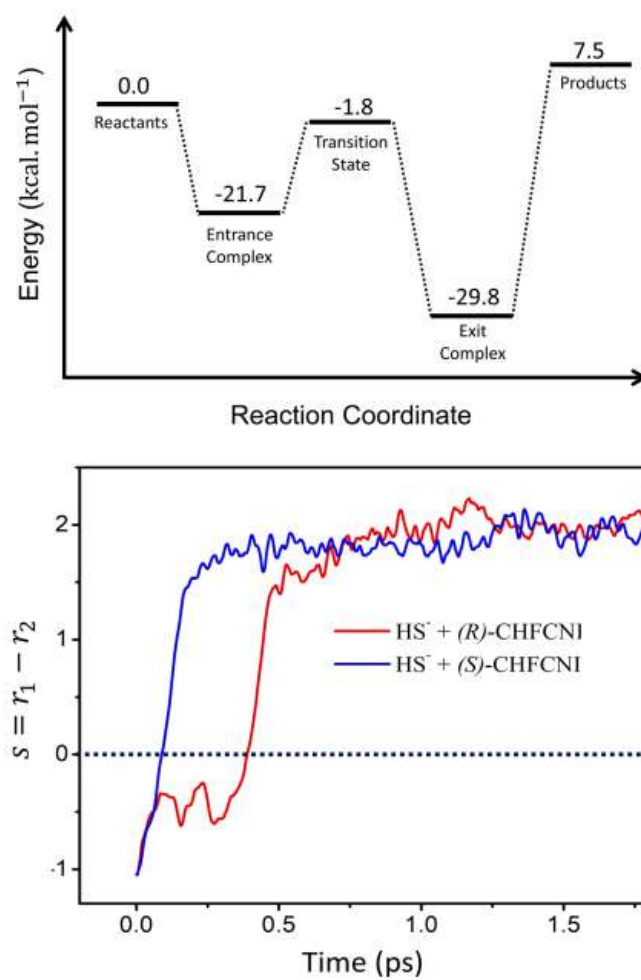 7.5
Products
0.0
Reactants
-1.8
Transition
State
-21.7
Entrance
Complex
-29.8
Exit
Complex
Energy (kcal. mol⁻¹)
Reaction Coordinate
2
1
0
-1
s = r₁ − r₂
HS⁻ + (R)-CHFCNI
HS⁻ + (S)-CHFCNI
0.0 0.5 1.0 1.5
Time (ps)